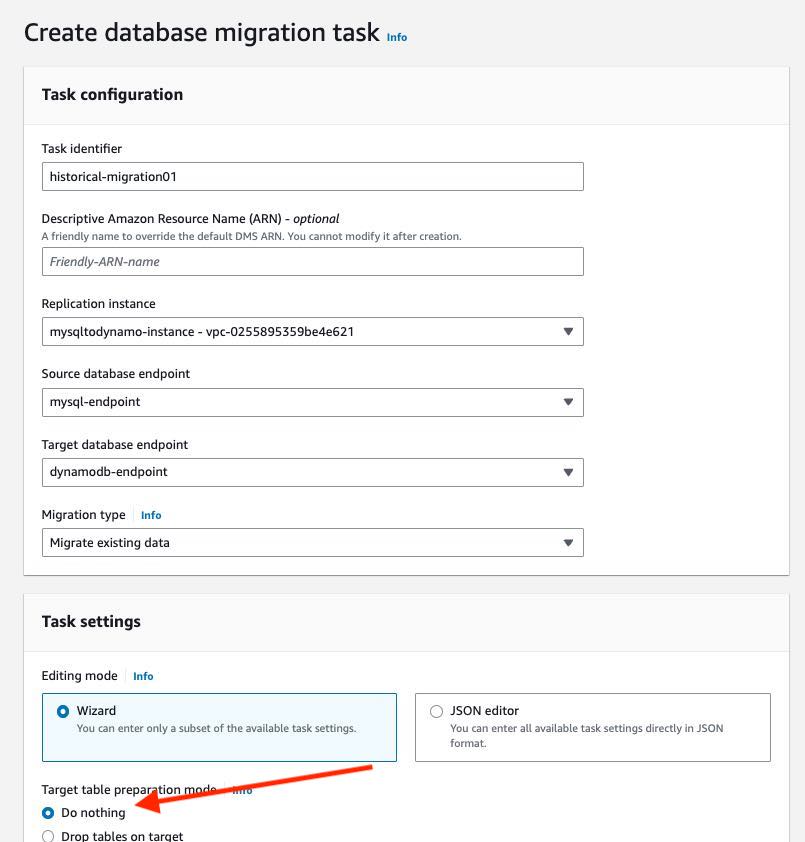 Create database migration task Info
Task configuration
Task identifier
historical-migration01
Descriptive Amazon Resource Name (ARN) - optional
A friendly name to override the default DMS ARN. You cannot modify it after creation.
Friendly-ARN-name
Replication instance
mysqltodynamo-instance - vpc-0255895359be4e621
Source database endpoint
mysql-endpoint
Target database endpoint
dynamodb-endpoint
Migration type Info
Migrate existing data
Task settings
Editing mode Info
Wizard
You can enter only a subset of the available task settings.
JSON editor
You can enter all available task settings directly in JSON
format.
Target table preparation mode Info
Do nothing
Drop tables on target